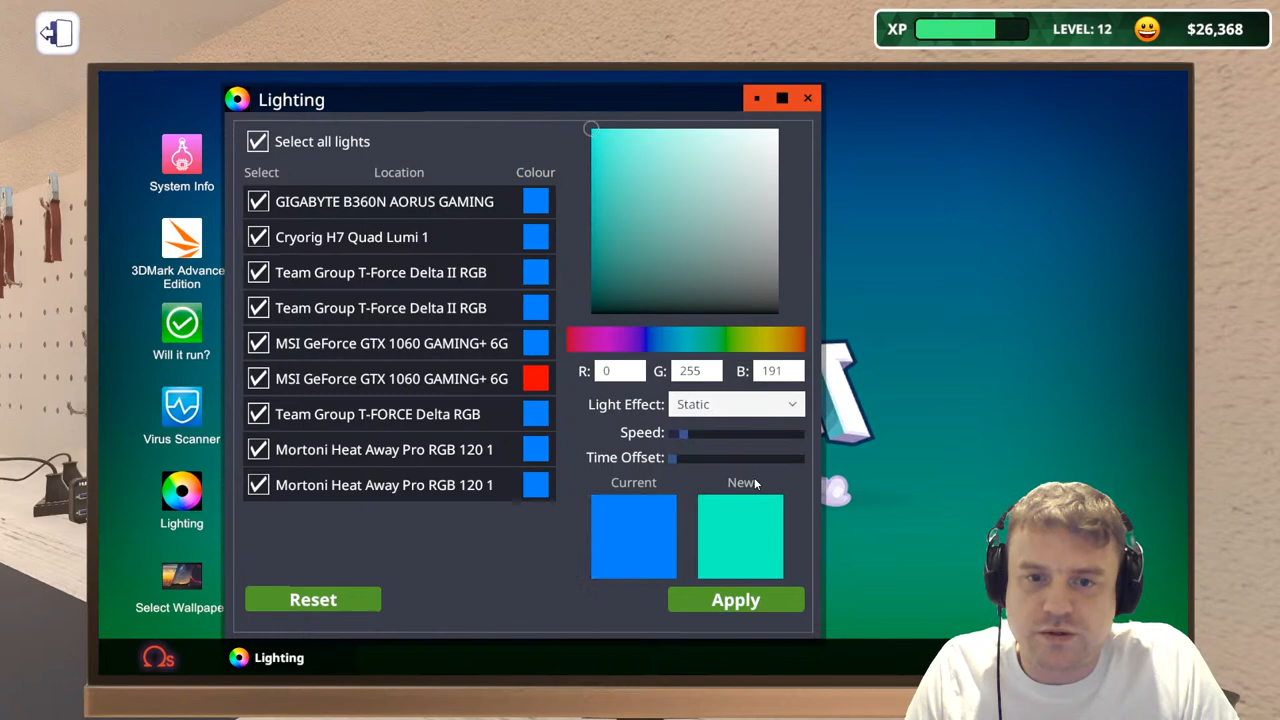 XP LEVEL: 12 $26,368
Lighting
Select all lights
Select Location Colour
GIGABYTE B360N AORUS GAMING
Cryorig H7 Quad Lumi 1
Team Group T-Force Delta II RGB
Team Group T-Force Delta II RGB
MSI GeForce GTX 1060 GAMING+ 6G
MSI GeForce GTX 1060 GAMING+ 6G
Team Group T-FORCE Delta RGB
Mortoni Heat Away Pro RGB 120 1
Mortoni Heat Away Pro RGB 120 1
Reset
R: 0 G: 255 B: 191
Light Effect: Static
Speed:
Time Offset:
Current New
Apply
System Info
3DMark Advance
Edition
Will it run?
Virus Scanner
Lighting
Select Wallpape
Ωs Lighting